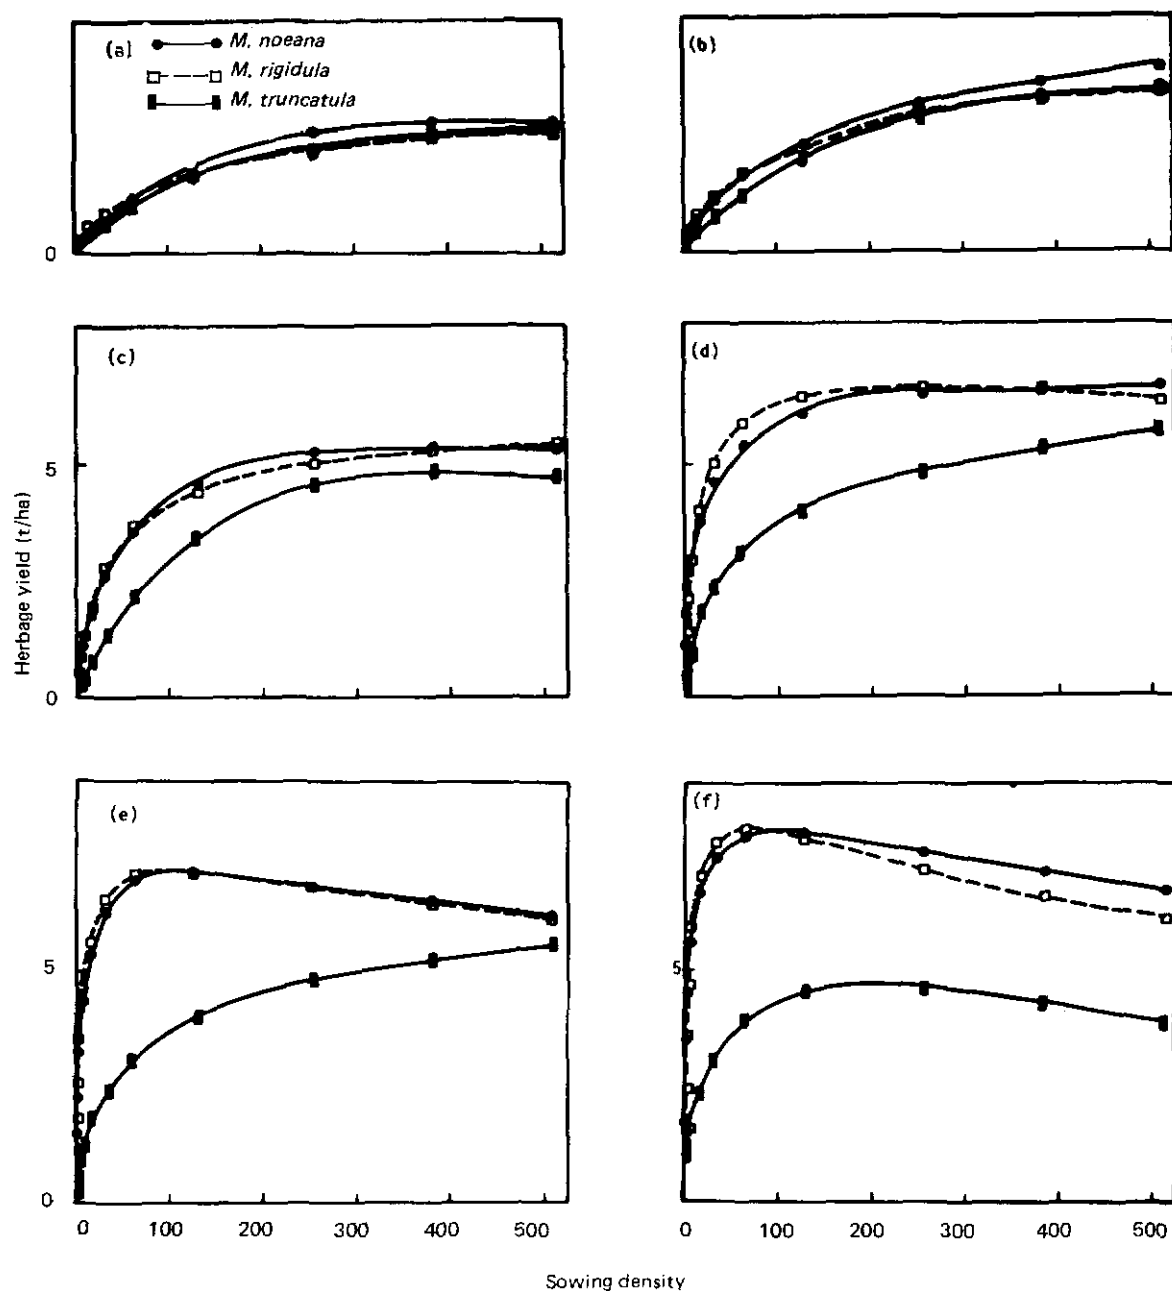 (a)
M. noeana
M. rigidula
M. truncatula
(b)
0
(c)
(d)
5
0
Herbage yield (t/ha)
(e)
(f)
5
5
0
0 100 200 300 400 500
0 100 200 300 400 500
Sowing density